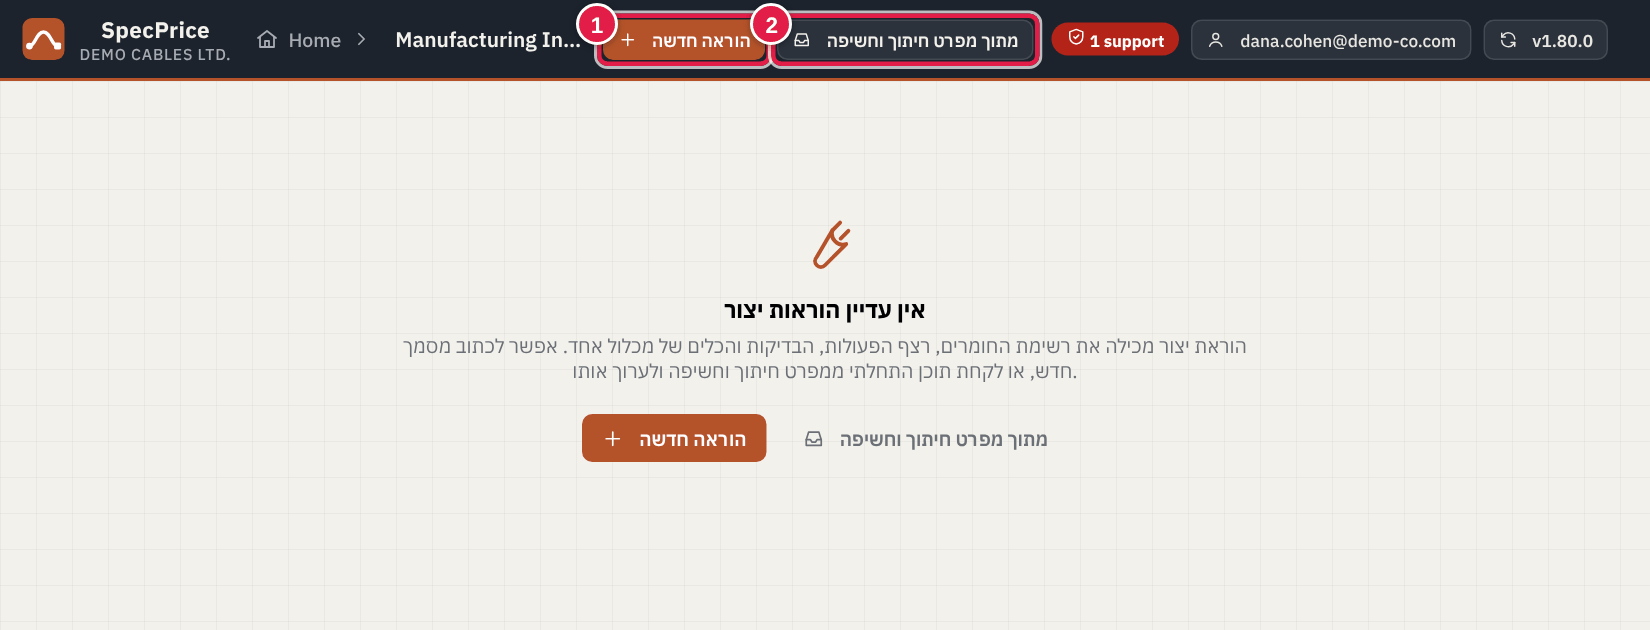 SpecPrice
DEMO CABLES LTD.
Home
Manufacturing In...
1
הוראה חדשה
2
מתוך מפרט חיתוך וחשיפה
1 support
dana.cohen@demo-co.com
v1.80.0
אין עדיין הוראות יצור
הוראת יצור מכילה את רשימת החומרים, רצף הפעולות, הבדיקות והכלים של מכלול אחד. אפשר לכתוב מסמך
חדש, או לקחת תוכן התחלתי ממפרט חיתוך וחשיפה ולערוך אותו.
הוראה חדשה
מתוך מפרט חיתוך וחשיפה